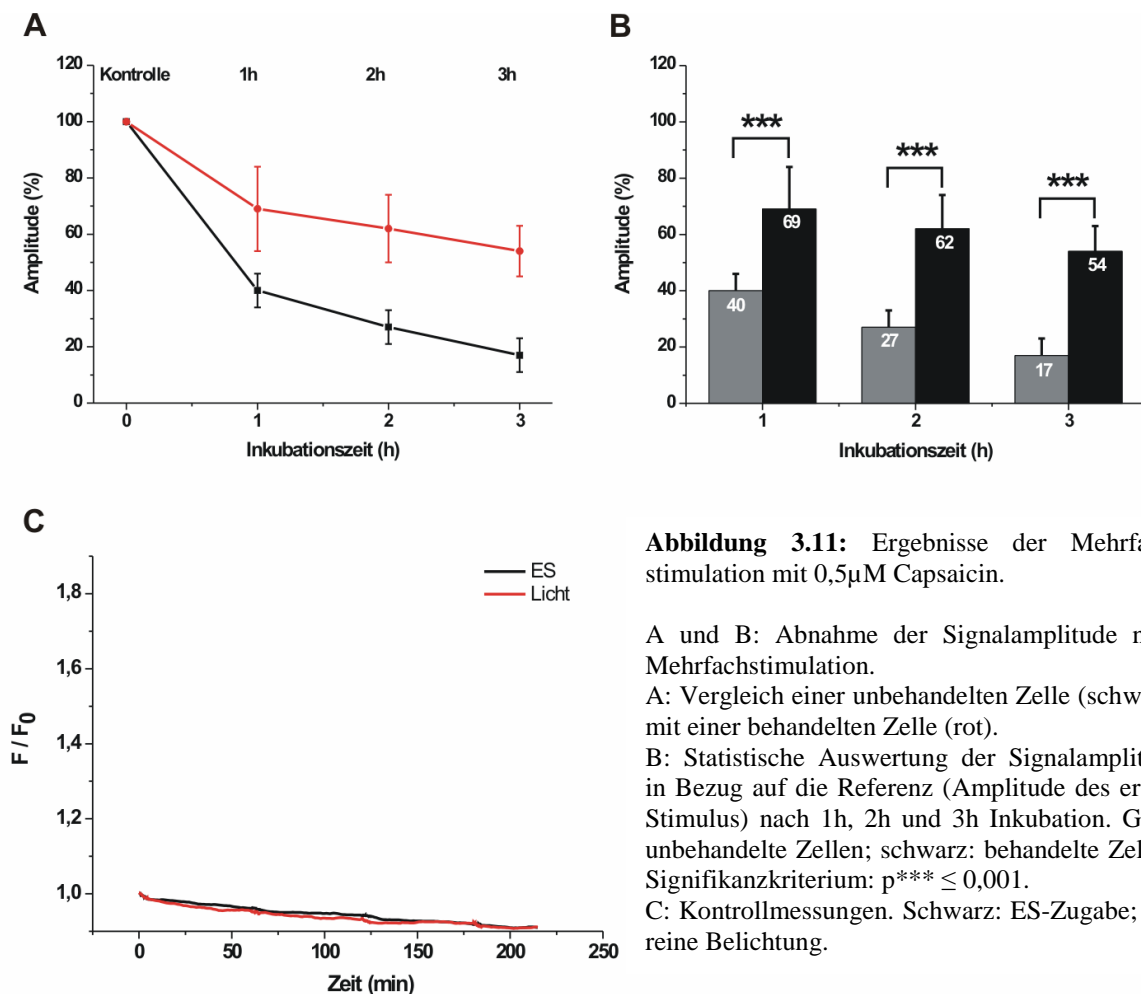 A
120
100
80
60
40
20
0
Amplitude (%)
Kontrolle 1h 2h 3h
0 1 2 3
Inkubationszeit (h)
B
120
100
80
60
40
20
0
Amplitude (%)
*** *** ***
40 69 27 62 17 54
1 2 3
Inkubationszeit (h)
C
1,8
1,6
1,4
1,2
1,0
F / F0
ES
Licht
0 50 100 150 200 250
Zeit (min)
Abbildung 3.11: Ergebnisse der Mehrfa
stimulation mit 0,5µM Capsaicin.
A und B: Abnahme der Signalamplitude n
Mehrfachstimulation.
A: Vergleich einer unbehandelten Zelle (schw
mit einer behandelten Zelle (rot).
B: Statistische Auswertung der Signalamplit
in Bezug auf die Referenz (Amplitude des er
Stimulus) nach 1h, 2h und 3h Inkubation. G
unbehandelte Zellen; schwarz: behandelte Zel
Signifikanzkriterium: p*** ≤ 0,001.
C: Kontrollmessungen. Schwarz: ES-Zugabe;
reine Belichtung.